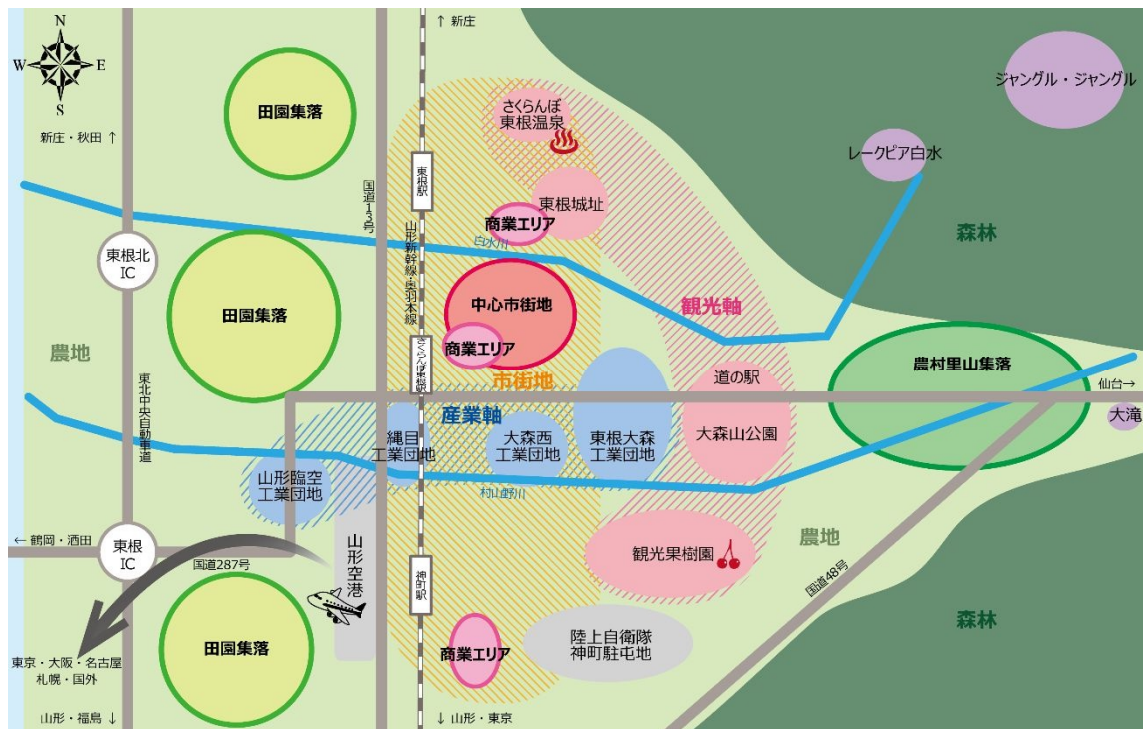 N
W
E
S
↑ 新庄
新庄・秋田 ↑
田園集落
さくらんぼ
東根温泉
ジャングル・ジャングル
レークピア白水
国道13号
東根駅
東根城址
商業エリア
白水川
森林
東根北
IC
山形新幹線・奥羽本線
中心市街地
観光軸
田園集落
商業エリア
さくらんぼ東根駅
農地
市街地
道の駅
農村里山集落
仙台→
東北中央自動車道
産業軸
縄目
工業団地
大森西
工業団地
東根大森
工業団地
大森山公園
大滝
山形臨空
工業団地
村山野川
← 鶴岡・酒田
東根
IC
国道287号
山形空港
神町駅
観光果樹園
農地
国道48号
田園集落
商業エリア
陸上自衛隊
神町駐屯地
森林
東京・大阪・名古屋
札幌・国外
山形・福島 ↓
↓ 山形・東京